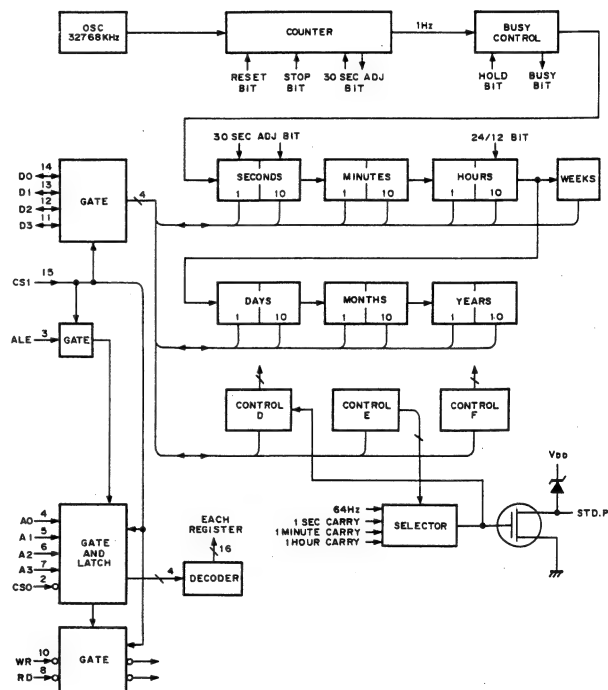 OSC
32768KHz
COUNTER
1Hz
BUSY
CONTROL
RESET
BIT
STOP
BIT
30 SEC ADJ
BIT
HOLD
BIT
BUSY
BIT
30 SEC ADJ BIT
24/12 BIT
SECONDS
1 10
MINUTES
1 10
HOURS
1 10
WEEKS
D0 14
D1 13
D2 12
D3 11
GATE
4
CS1 15
ALE 3
GATE
DAYS
1 10
MONTHS
1 10
YEARS
1 10
CONTROL
D
CONTROL
E
CONTROL
F
VDD
STD.P
64Hz
1 SEC CARRY
1 MINUTE CARRY
1 HOUR CARRY
SELECTOR
A0 4
A1 5
A2 6
A3 7
CS0 2
GATE
AND
LATCH
4
EACH
REGISTER
16
DECODER
WR 10
RD 8
GATE